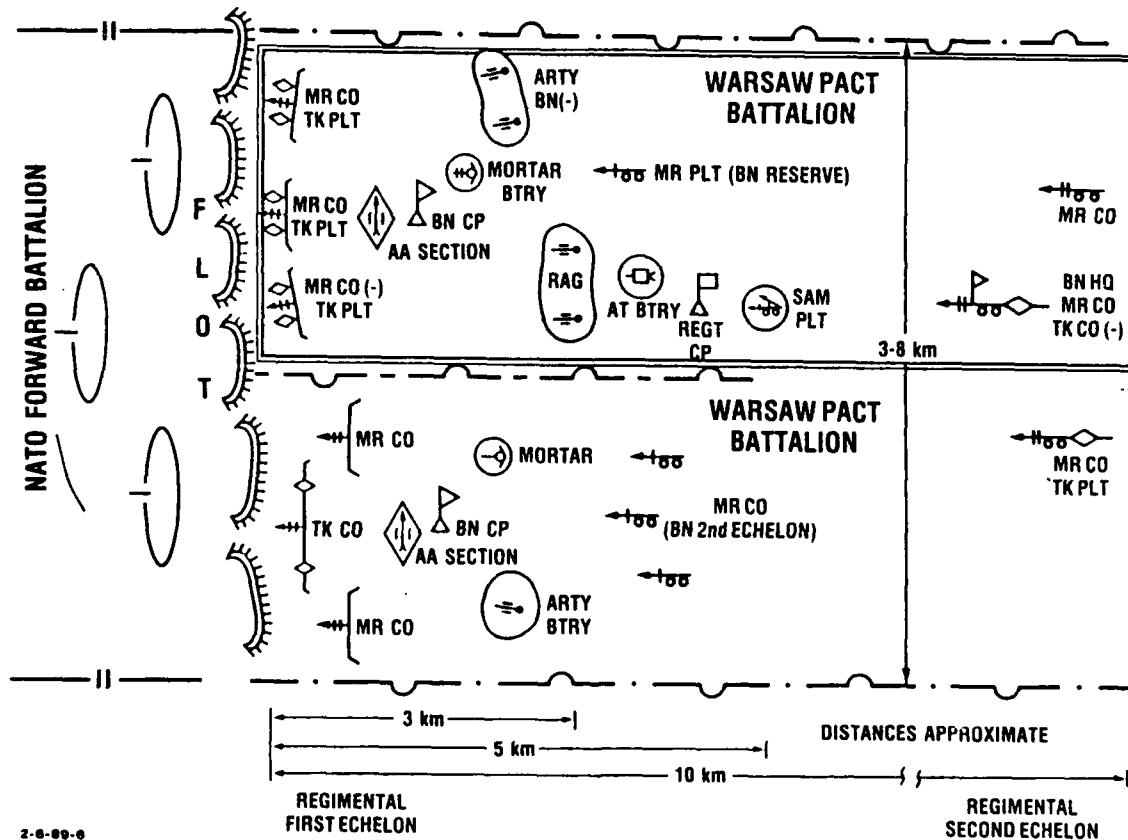 NATO FORWARD BATTALION
F
L
O
T
WARSAW PACT
BATTALION
MR CO
TK PLT
ARTY
BN(-)
MORTAR
BTRY
MR PLT (BN RESERVE)
MR CO
MR CO
TK PLT
BN CP
AA SECTION
MR CO (-)
TK PLT
RAG
AT BTRY
REGT
CP
SAM
PLT
BN HQ
MR CO
TK CO (-)
3-8 km
WARSAW PACT
BATTALION
MR CO
MORTAR
MR CO
TK PLT
TK CO
BN CP
AA SECTION
MR CO
(BN 2nd ECHELON)
MR CO
ARTY
BTRY
3 km
5 km
10 km
DISTANCES APPROXIMATE
REGIMENTAL
FIRST ECHELON
REGIMENTAL
SECOND ECHELON
2-6-89-6